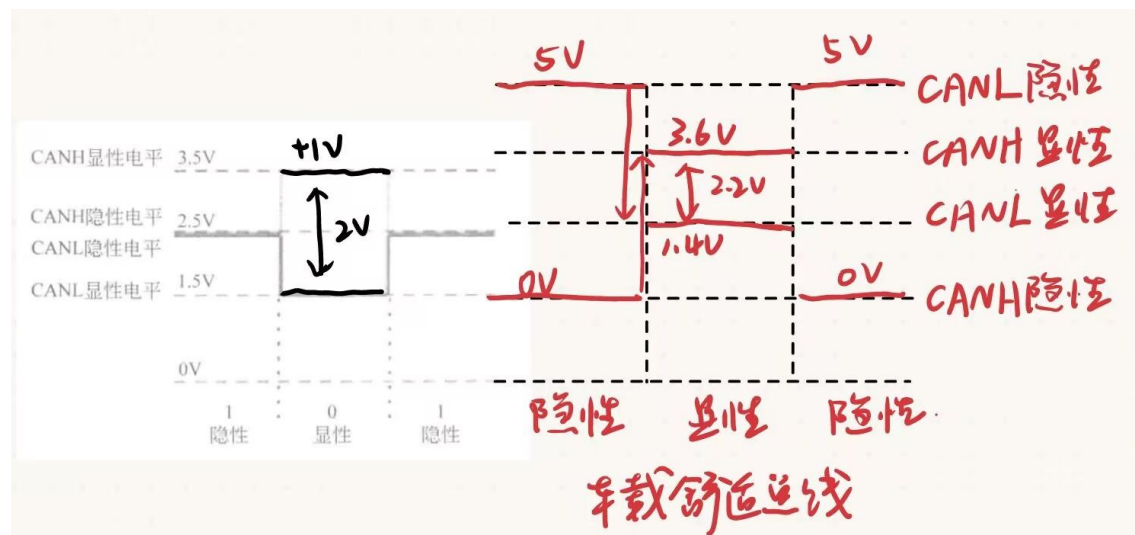 CANH显性电平 3.5V
CANH隐性电平 2.5V
CANL隐性电平
CANL显性电平 1.5V
0V
+1V
2V
1 0 1
隐性 显性 隐性
5V 5V
CANL隐性
3.6V
CANH显性
2.2V
CANL显性
1.4V
0V 0V
CANH隐性
隐性 显性 隐性
车载舒适总线